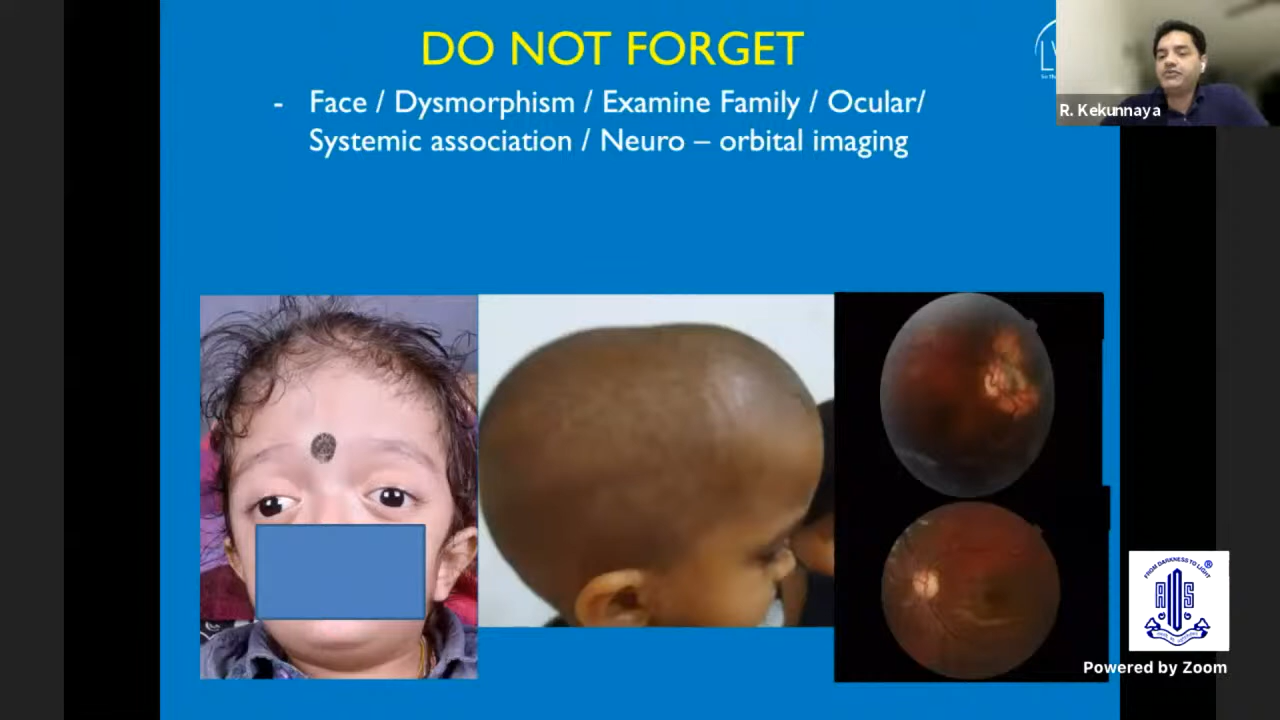 DO NOT FORGET
- Face / Dysmorphism / Examine Family / Ocular/
Systemic association / Neuro – orbital imaging
R. Kekunnaya
FROM DARKNESS TO LIGHT
®
AIOS
Powered by Zoom